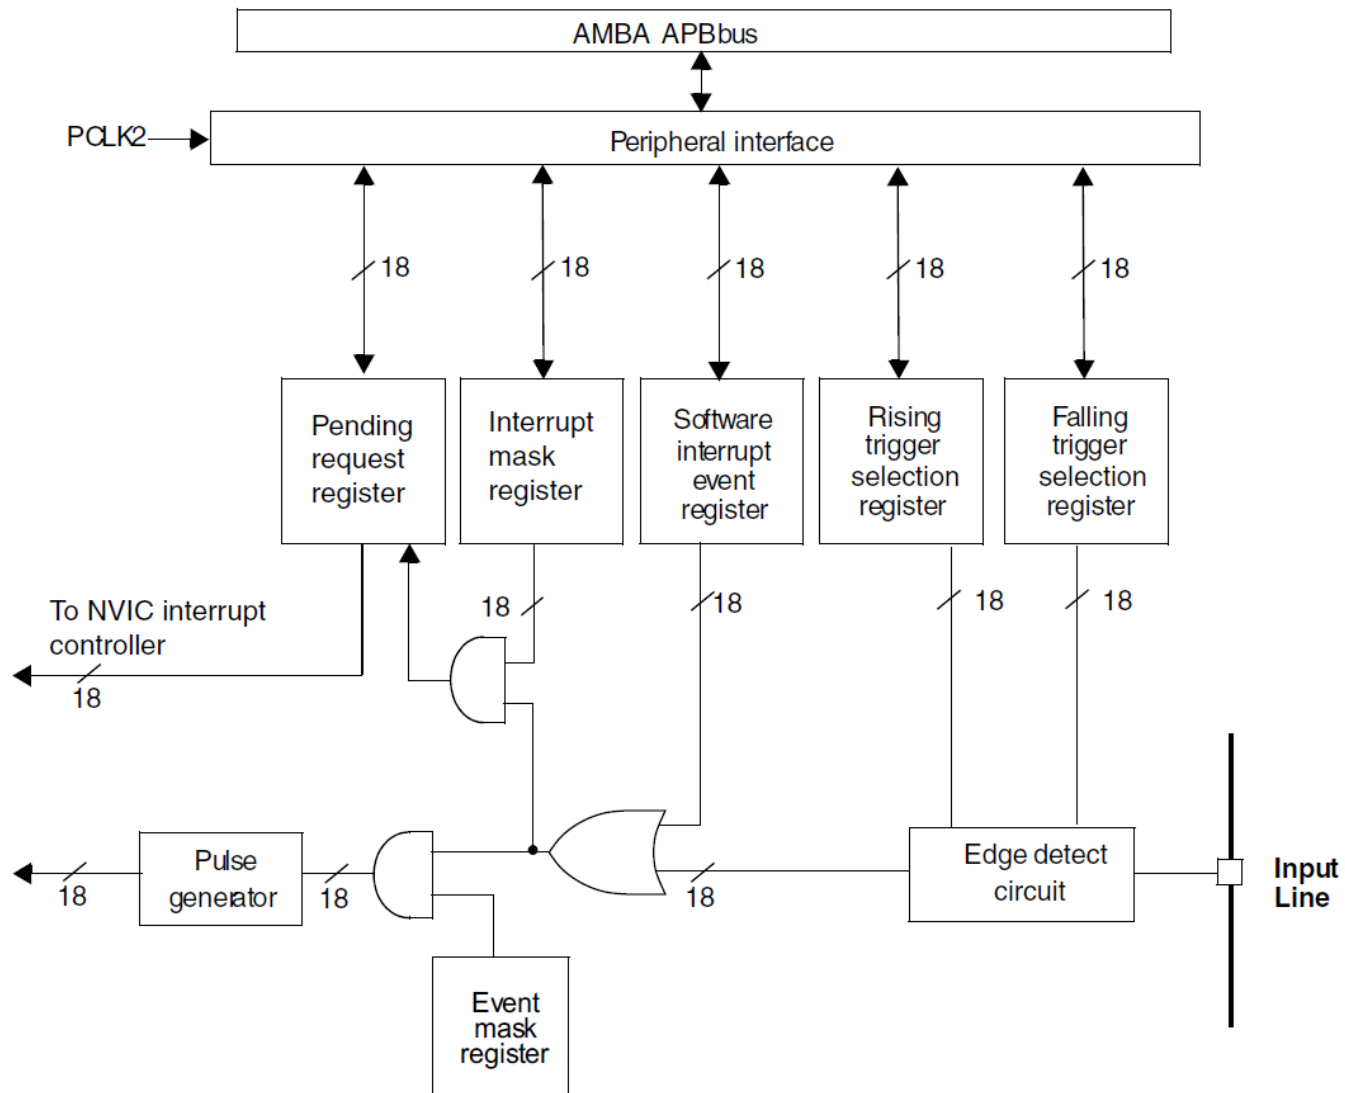 AMBA APB bus
PCLK2
Peripheral interface
18
18
18
18
18
Pending
request
register
Interrupt
mask
register
Software
interrupt
event
register
Rising
trigger
selection
register
Falling
trigger
selection
register
To NVIC interrupt
controller
18
18
18
18
18
Pulse
generator
18
18
18
Edge detect
circuit
Input
Line
Event
mask
register